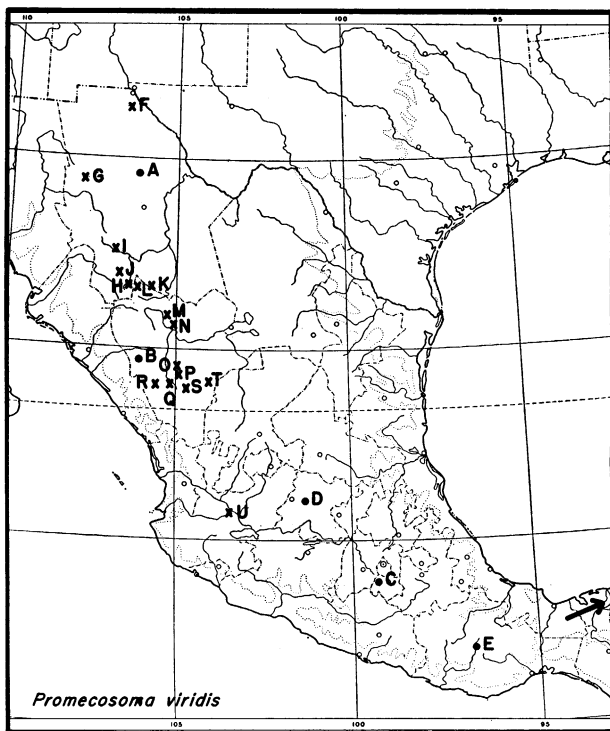 110 105 100 95
F
G A
I
J
H L K
M
N
B O
P
R S T
Q
D
U
C
E
Promecosoma viridis
105 100 95